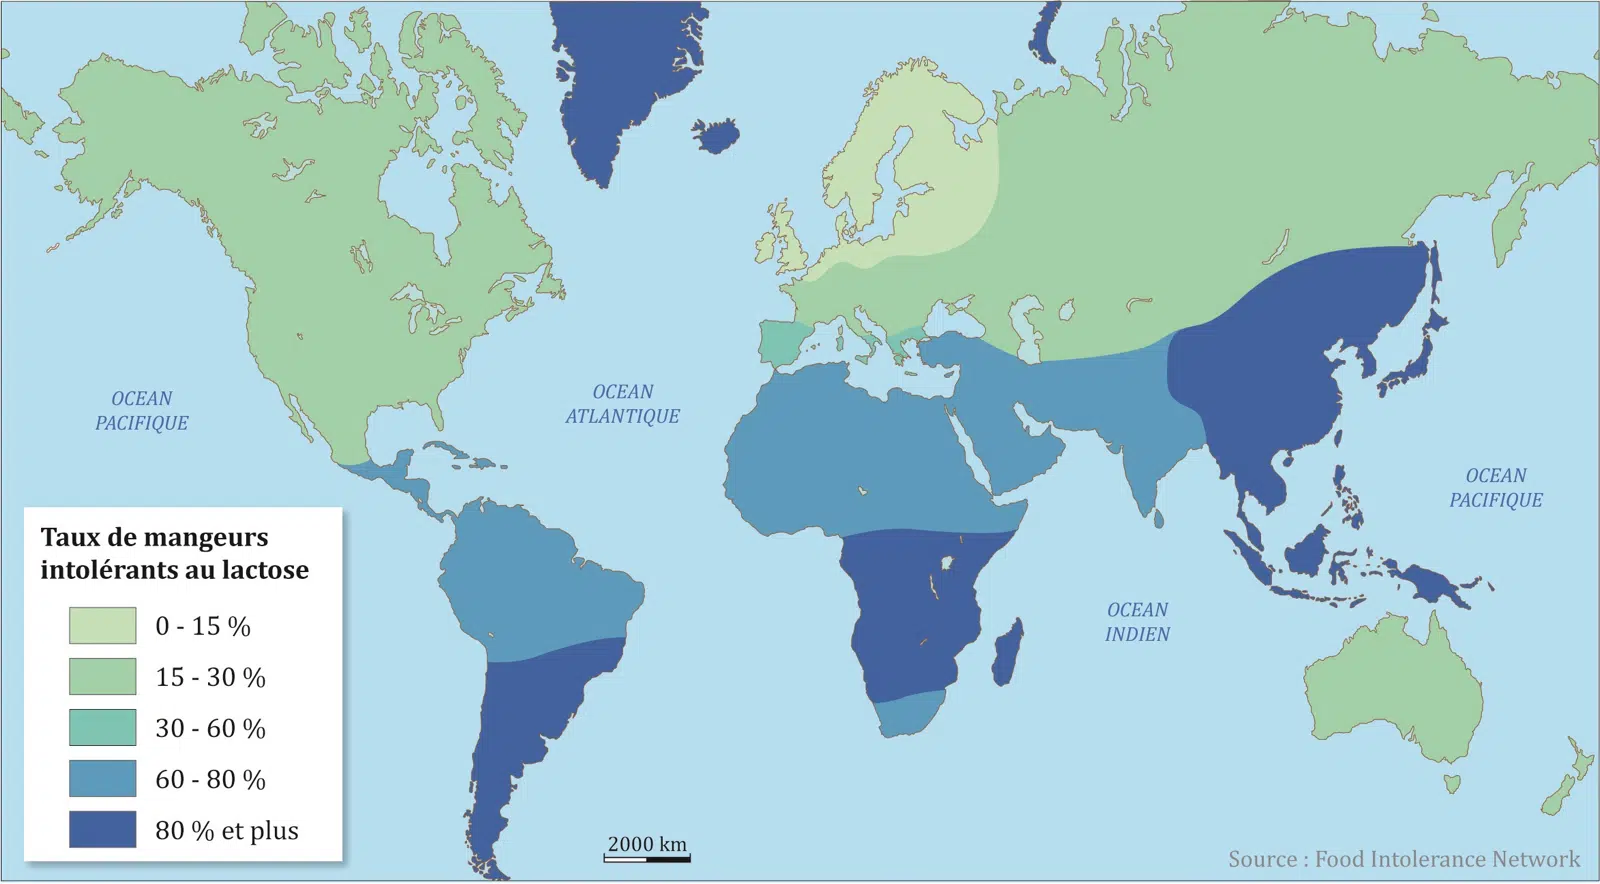 OCEAN
PACIFIQUE
OCEAN
ATLANTIQUE
OCEAN
PACIFIQUE
OCEAN
INDIEN
Taux de mangeurs
intolérants au lactose
0 - 15 %
15 - 30 %
30 - 60 %
60 - 80 %
80 % et plus
2000 km
Source : Food Intolerance Network